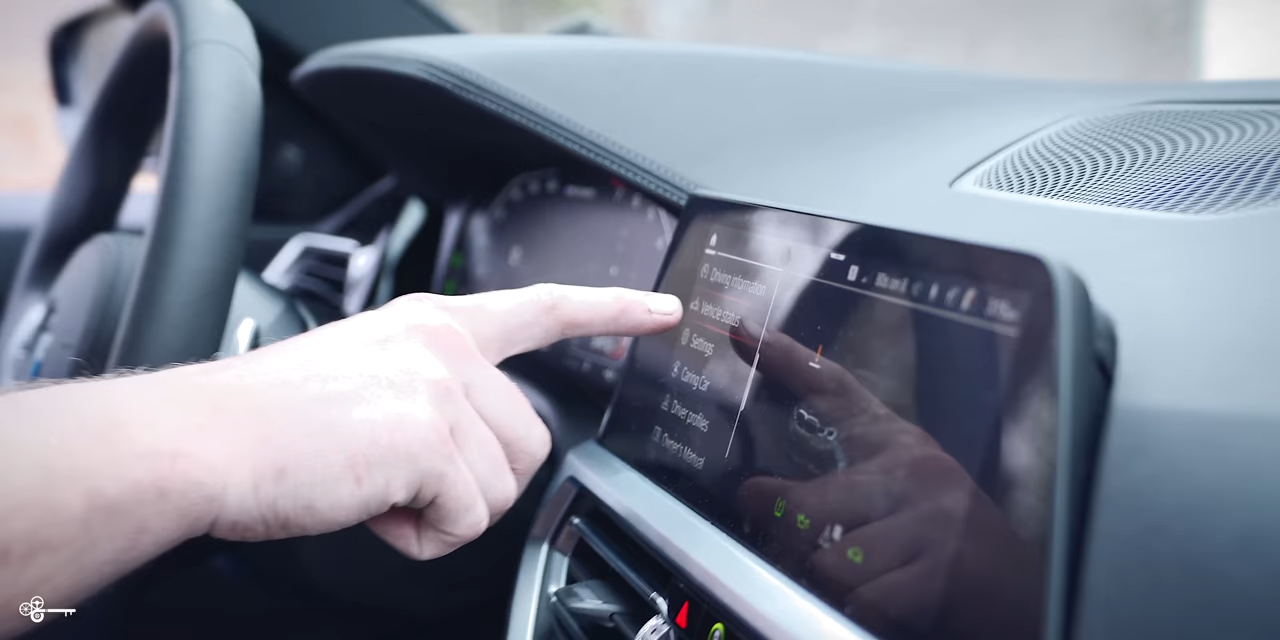 Driving information
Vehicle status
Settings
Caring Car
Driver profiles
Owner's Manual